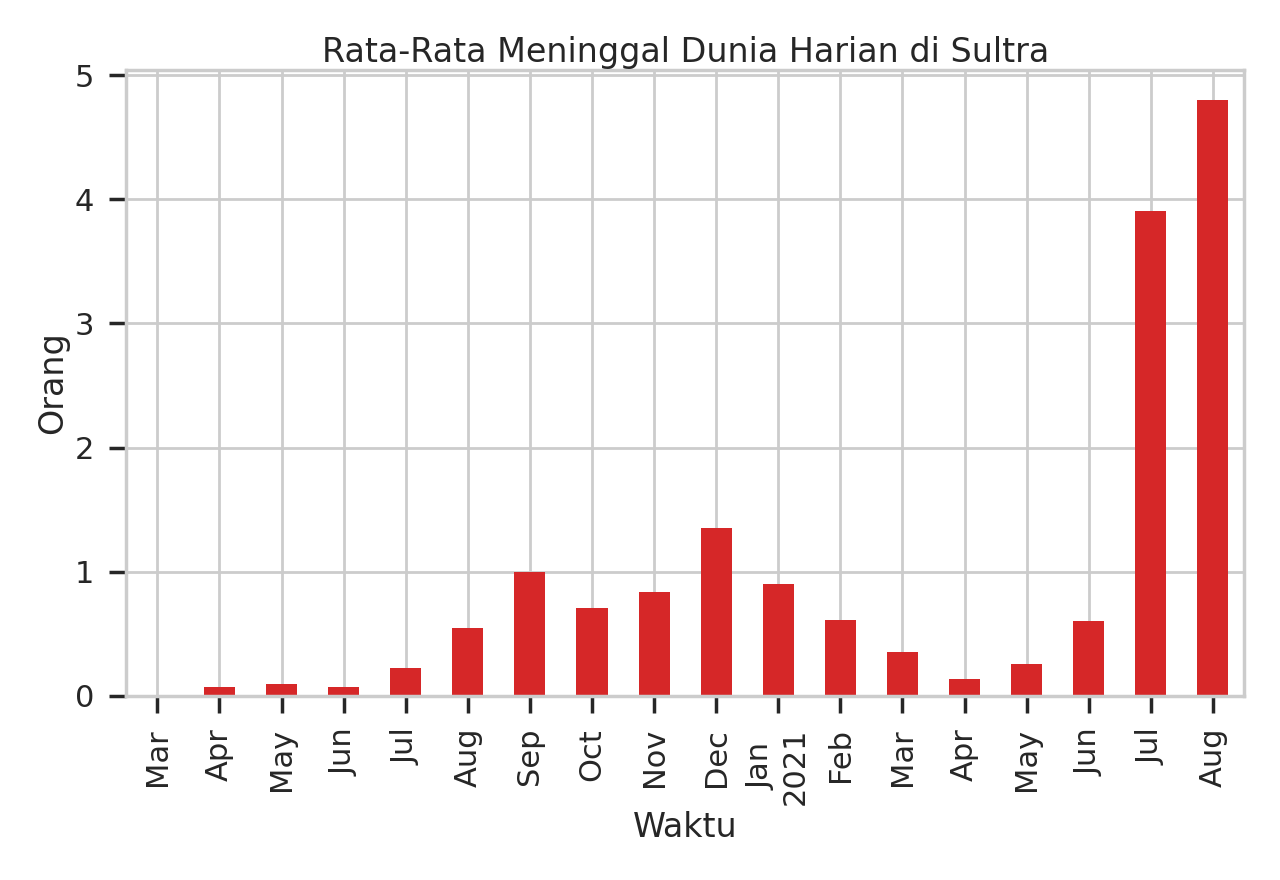 Rata-Rata Meninggal Dunia Harian di Sultra
5
4
3
2
1
0
Orang
Mar
Apr
May
Jun
Jul
Aug
Sep
Oct
Nov
Dec
Jan
2021
Feb
Mar
Apr
May
Jun
Jul
Aug
Waktu